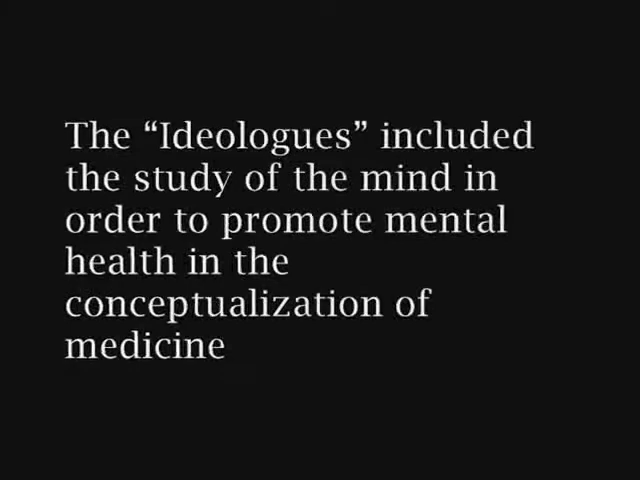 The “Ideologues” included
the study of the mind in
order to promote mental
health in the
conceptualization of
medicine